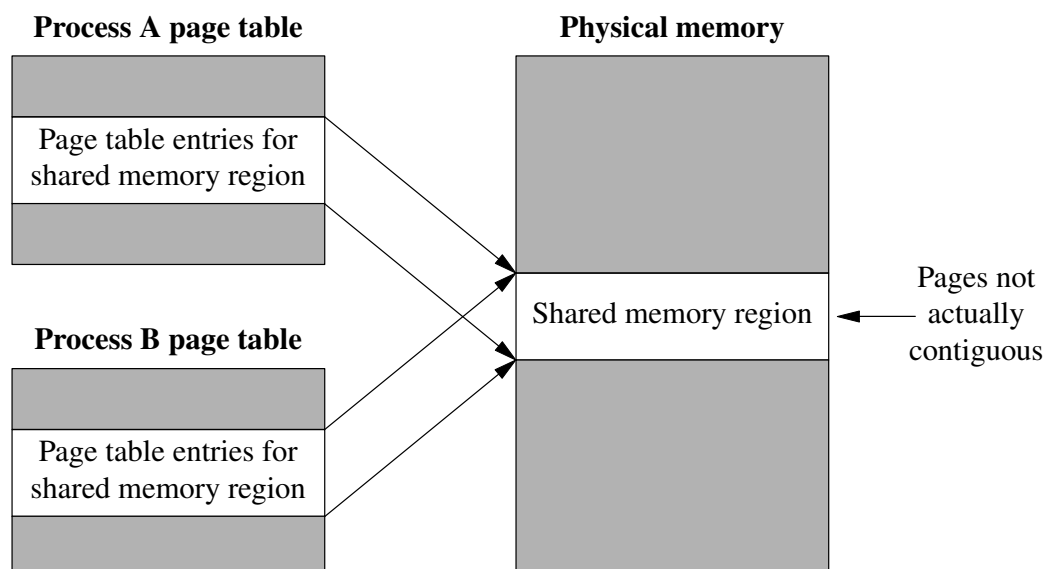 Process A page table
Page table entries for
shared memory region
Process B page table
Page table entries for
shared memory region
Physical memory
Shared memory region
Pages not
actually
contiguous